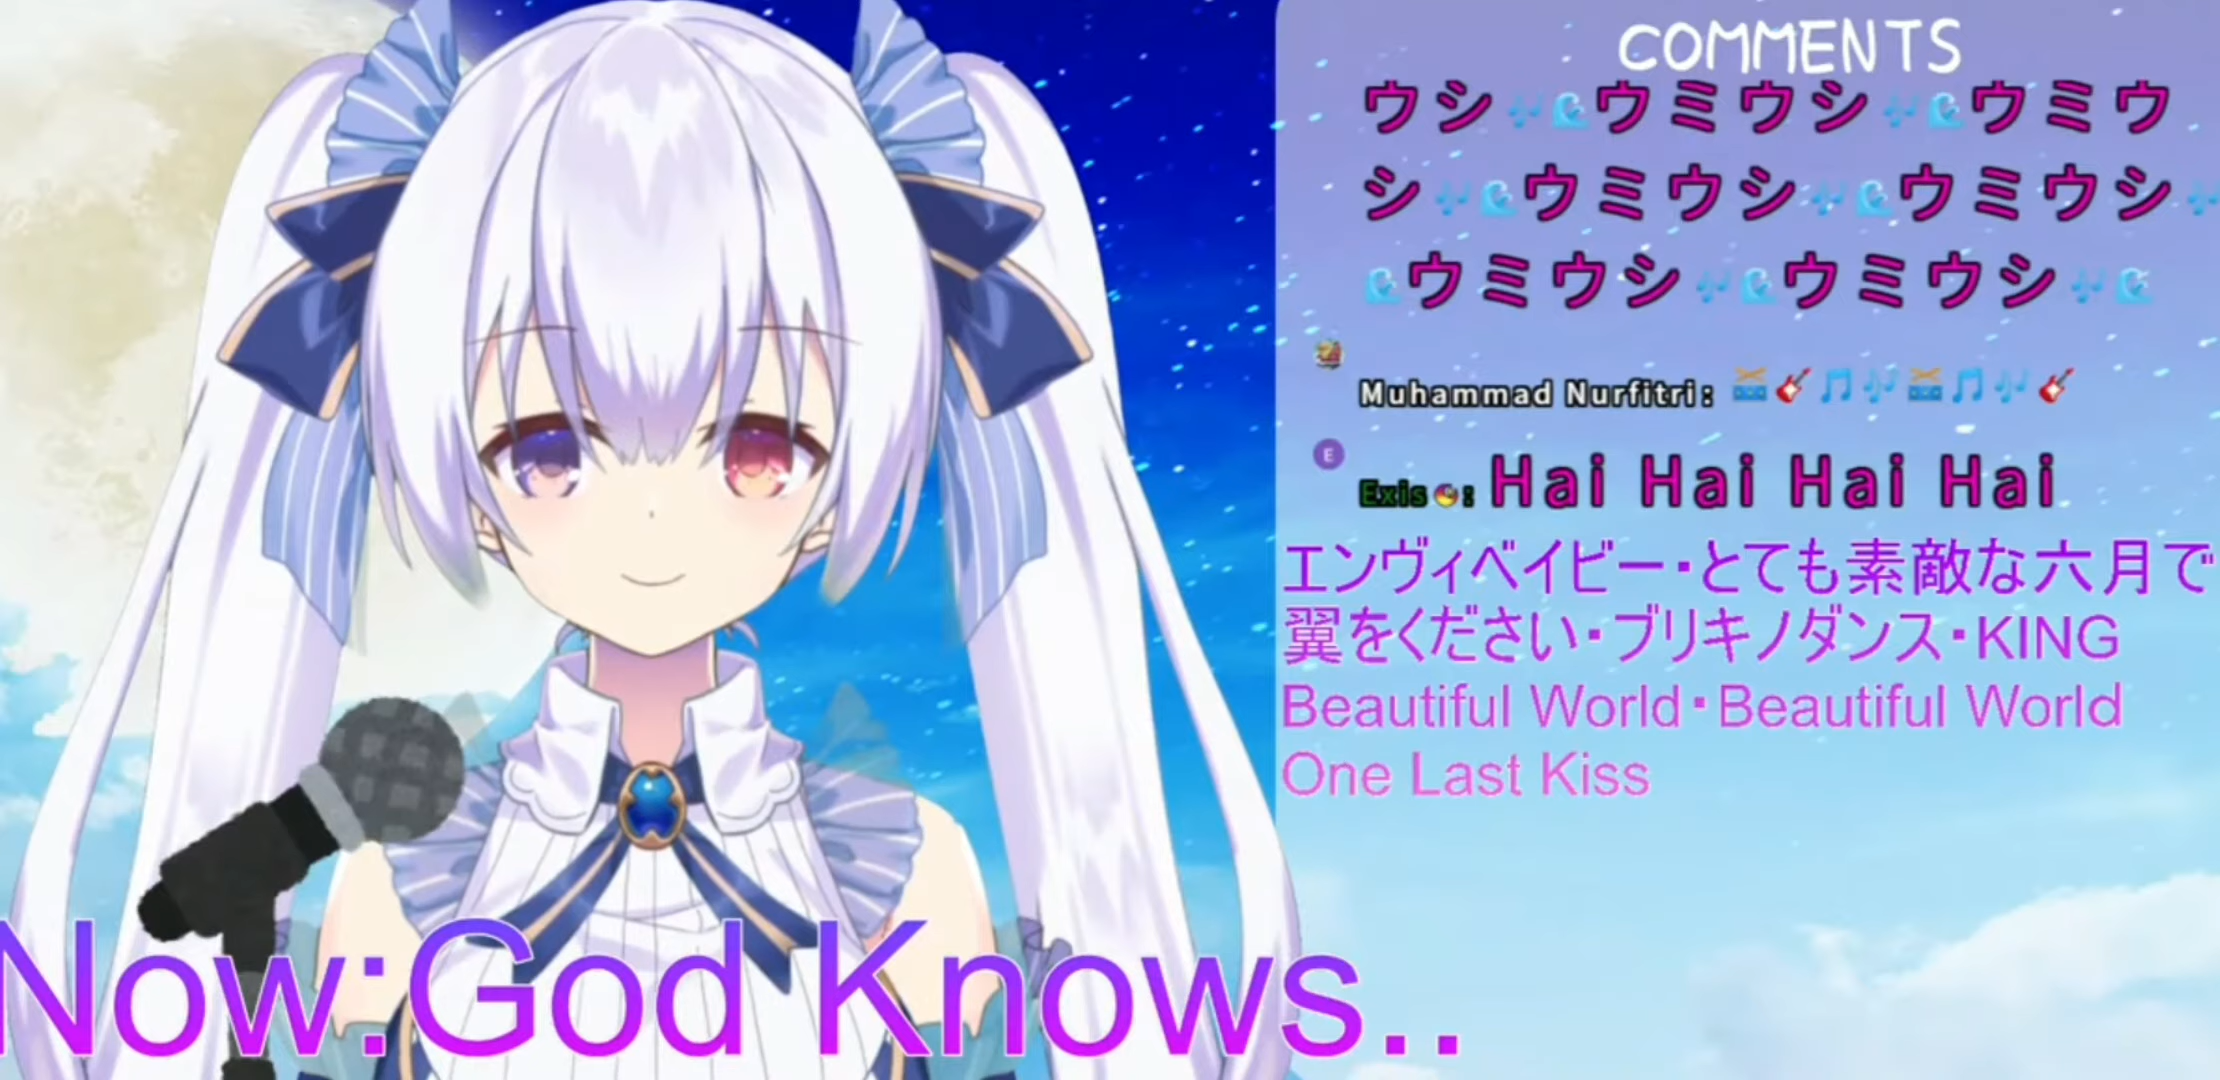 COMMENTS
ウシ🎶🌊ウミウシ🎶🌊ウミウ
シ🎶🌊ウミウシ🎶🌊ウミウシ🎶
🌊ウミウシ🎶🌊ウミウシ🎶🌊
Muhammad Nurfitri: 🥁🎸🎵🎶🥁🎵🎶🎸
E
Exis: Hai Hai Hai Hai
エンヴィベイビー・とても素敵な六月で
翼をください・ブリキノダンス・KING
Beautiful World・Beautiful World
One Last Kiss
Now:God Knows..